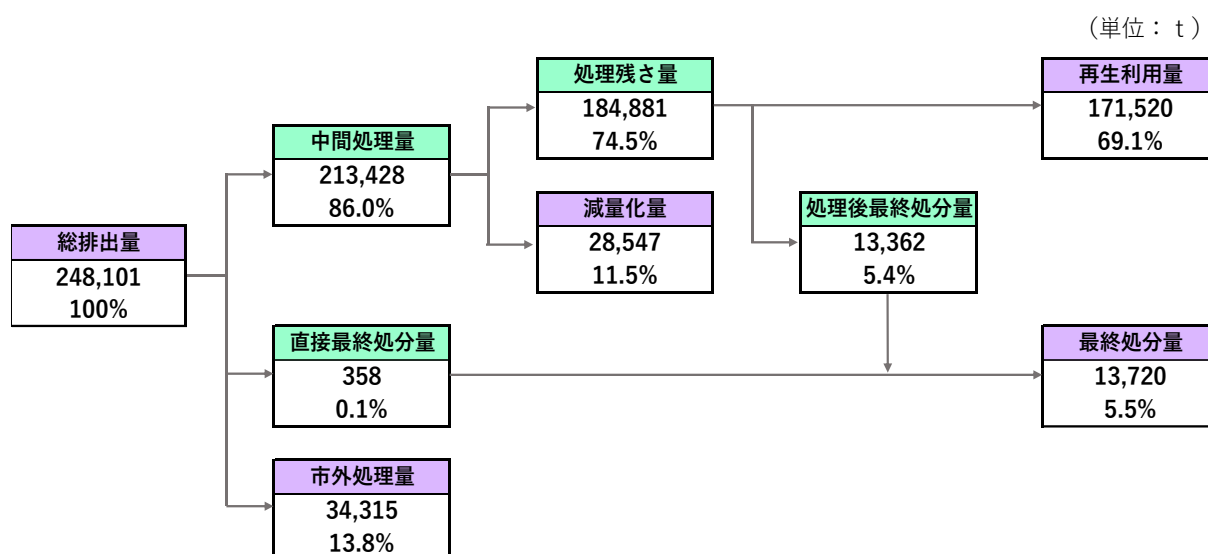 （単位：ｔ）
処理残さ量
184,881
74.5%
再生利用量
171,520
69.1%
中間処理量
213,428
86.0%
減量化量
28,547
11.5%
処理後最終処分量
13,362
5.4%
総排出量
248,101
100%
直接最終処分量
358
0.1%
最終処分量
13,720
5.5%
市外処理量
34,315
13.8%